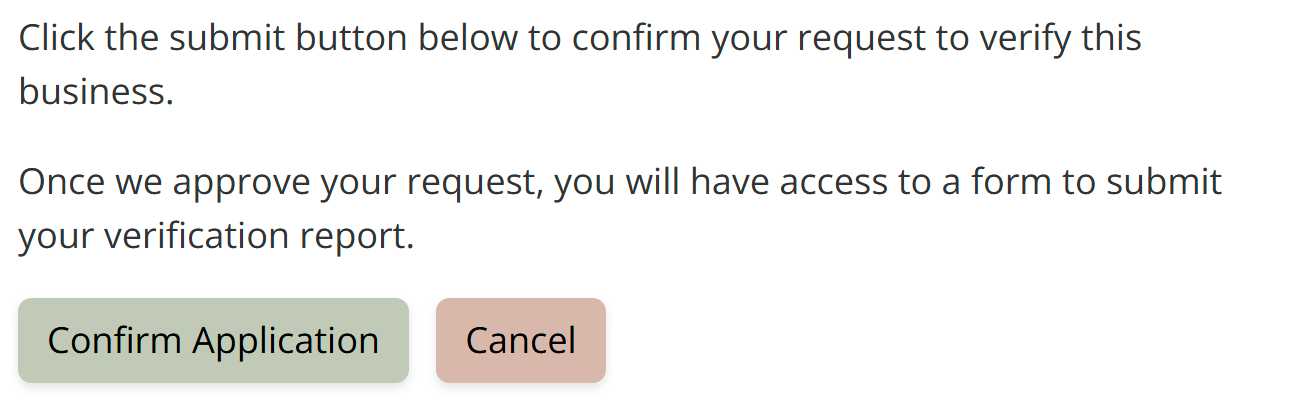 Click the submit button below to confirm your request to verify this
business.
Once we approve your request, you will have access to a form to submit
your verification report.
Confirm Application Cancel